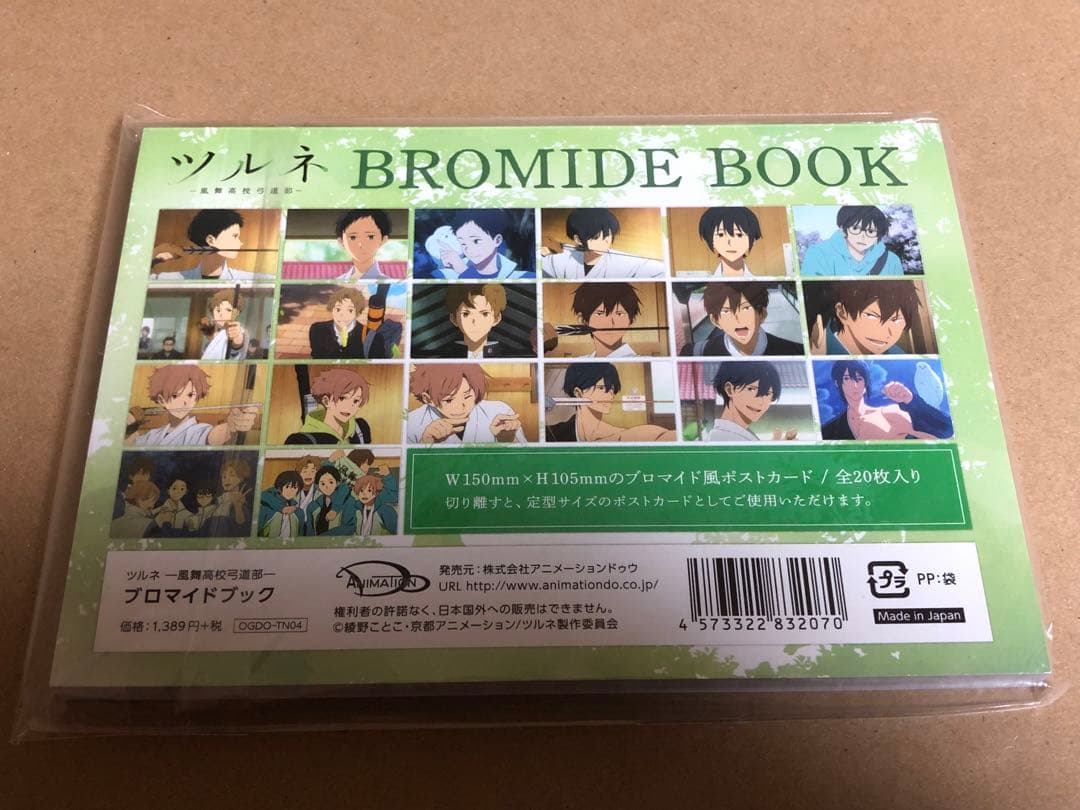 ツルネ
―風舞高校弓道部―
BROMIDE BOOK
W150mm×H105mmのブロマイド風ポストカード / 全20枚入り
切り離すと、定型サイズのポストカードとしてご使用いただけます。
ツルネ ―風舞高校弓道部―
ブロマイドブック
価格:1,389円+税 OGDO-TN04
ANIMATION DO
発売元:株式会社アニメーションドゥウ
URL http://www.animationdo.co.jp/
権利者の許諾なく、日本国外への販売はできません。
©綾野ことこ・京都アニメーション/ツルネ製作委員会
4 573322 832070
プラ
PP:袋
Made in Japan